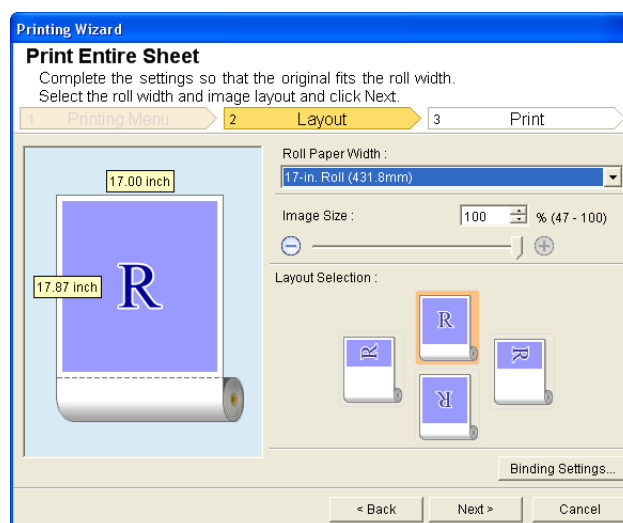 Printing Wizard
Print Entire Sheet
Complete the settings so that the original fits the roll width.
Select the roll width and image layout and click Next.
1 Printing Menu 2 Layout 3 Print
Roll Paper Width :
17-in. Roll (431.8mm)
17.00 inch
Image Size : 100 % (47 - 100)
17.87 inch
R
Layout Selection :
R
R
R
R
Binding Settings...
< Back Next > Cancel